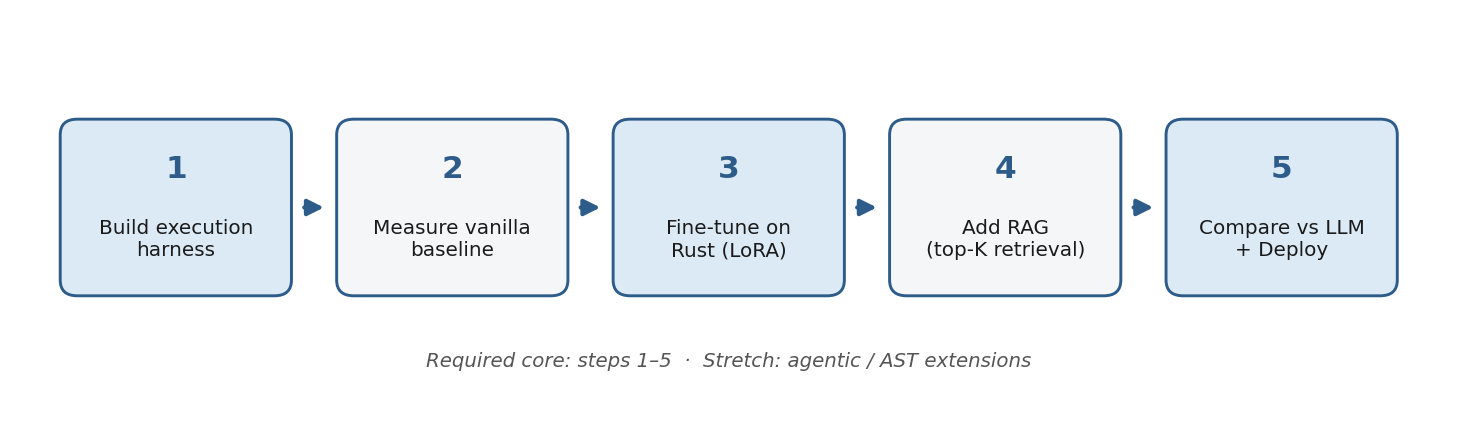 1
Build execution
harness
2
Measure vanilla
baseline
3
Fine-tune on
Rust (LoRA)
4
Add RAG
(top-K retrieval)
5
Compare vs LLM
+ Deploy
Required core: steps 1–5 · Stretch: agentic / AST extensions